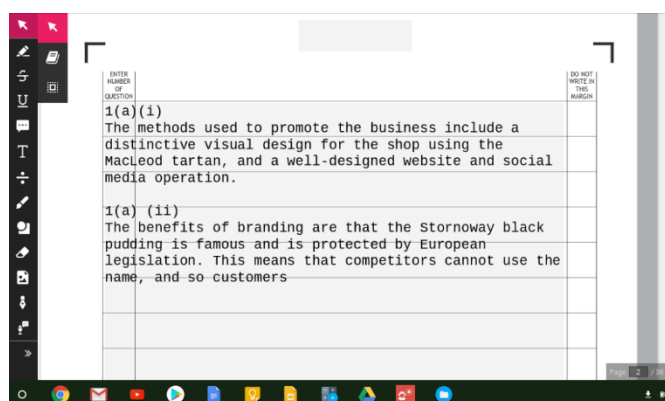 ENTER
NUMBER
OF
QUESTION
DO NOT
WRITE IN
THIS
MARGIN
1(a)(i)
The methods used to promote the business include a
distinctive visual design for the shop using the
MacLeod tartan, and a well-designed website and social
media operation.
1(a) (ii)
The benefits of branding are that the Stornoway black
pudding is famous and is protected by European
legislation. This means that competitors cannot use the
name, and so customers
Page 2 / 36